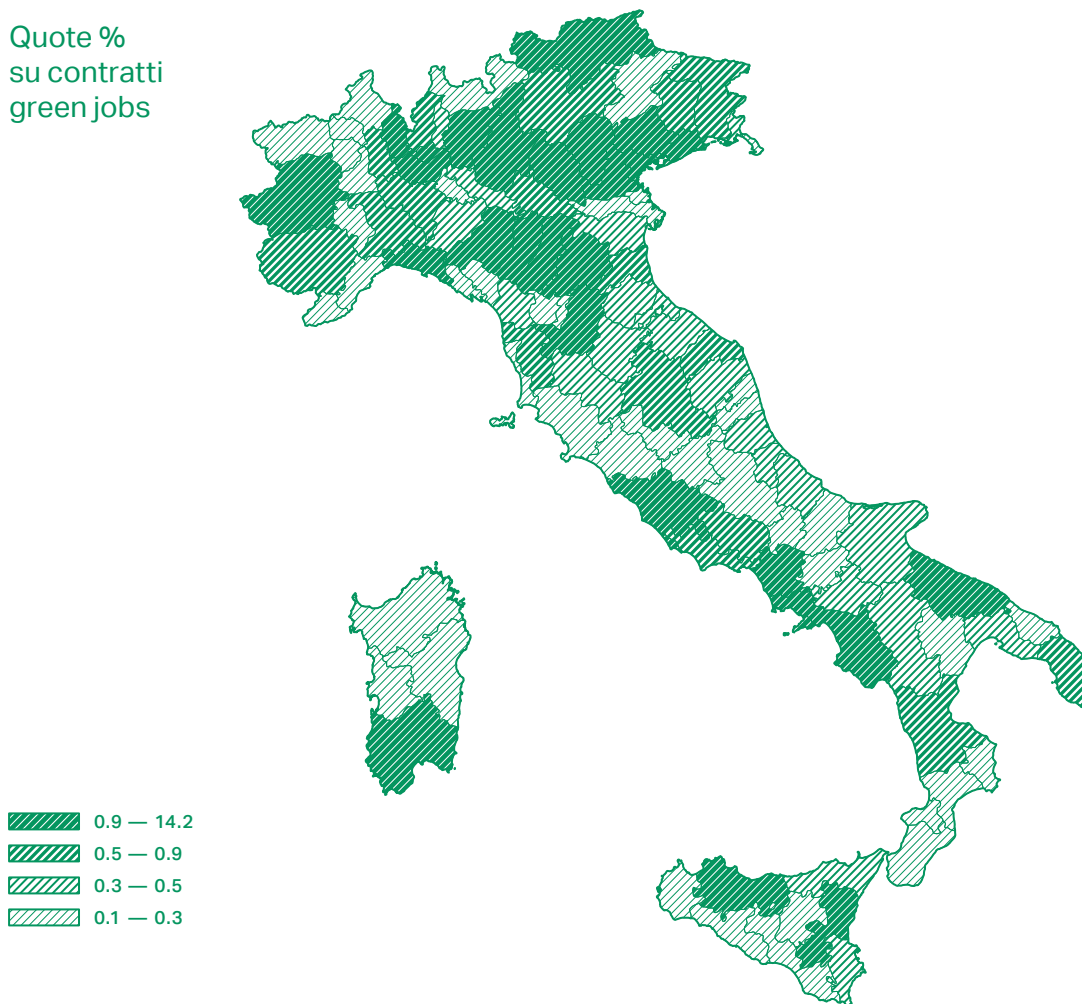 Quote %
su contratti
green jobs
0.9 — 14.2
0.5 — 0.9
0.3 — 0.5
0.1 — 0.3